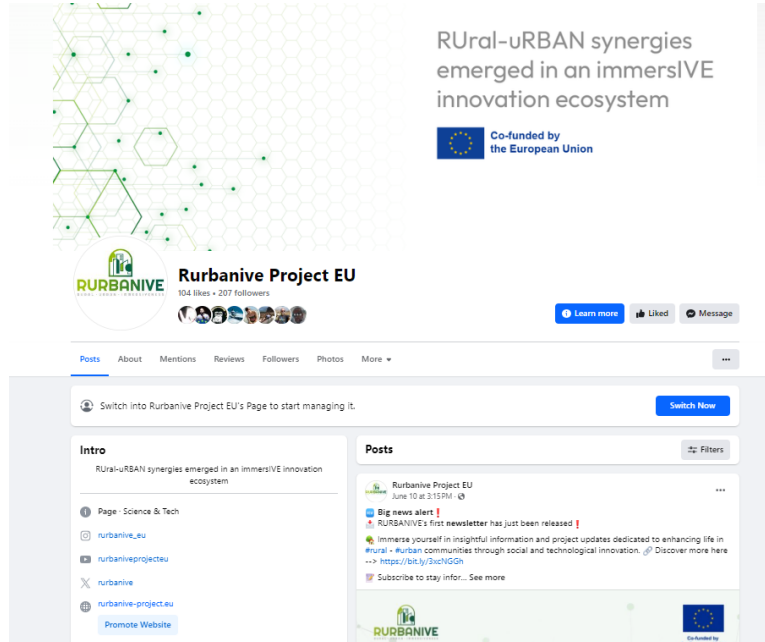 RUral-uRBAN synergies
emerged in an immersIVE
innovation ecosystem
Co-funded by
the European Union
RURBANIVE
Rurbanive Project EU
104 likes • 207 followers
Learn more
Liked
Message
Posts
About
Mentions
Reviews
Followers
Photos
More
Switch into Rurbanive Project EU's Page to start managing it.
Switch Now
Intro
RUral-uRBAN synergies emerged in an immersIVE innovation
ecosystem
Page · Science & Tech
rurbanive_eu
rurbaniveprojecteu
rurbanive
rurbanive-project.eu
Promote Website
Posts
Filters
Rurbanive Project EU
June 10 at 3:15 PM ·
Big news alert❗
RURBANIVE's first newsletter has just been released❗
Immerse yourself in insightful information and project updates dedicated to enhancing life in
#rural - #urban communities through social and technological innovation. 🔗 Discover more here
--> https://bit.ly/3xcNGGh
Subscribe to stay infor... See more
RURBANIVE
Co-funded by